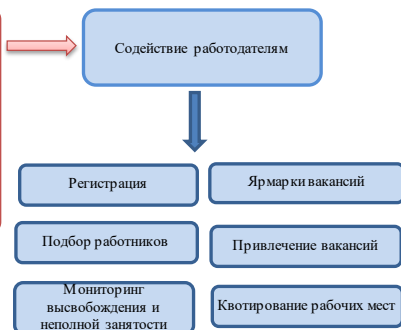 Содействие работодателям
Регистрация
Ярмарки вакансий
Подбор работников
Привлечение вакансий
Мониторинг
высвобождения и
неполной занятости
Квотирование рабочих мест